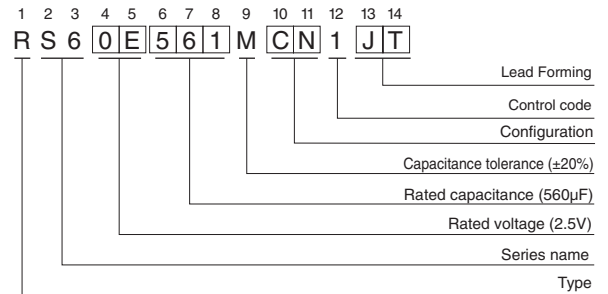 1 2 3 4 5 6 7 8 9 10 11 12 13 14
R S 6 0 E 5 6 1 M C N 1 J T
Lead Forming
Control code
Configuration
Capacitance tolerance (±20%)
Rated capacitance (560µF)
Rated voltage (2.5V)
Series name
Type